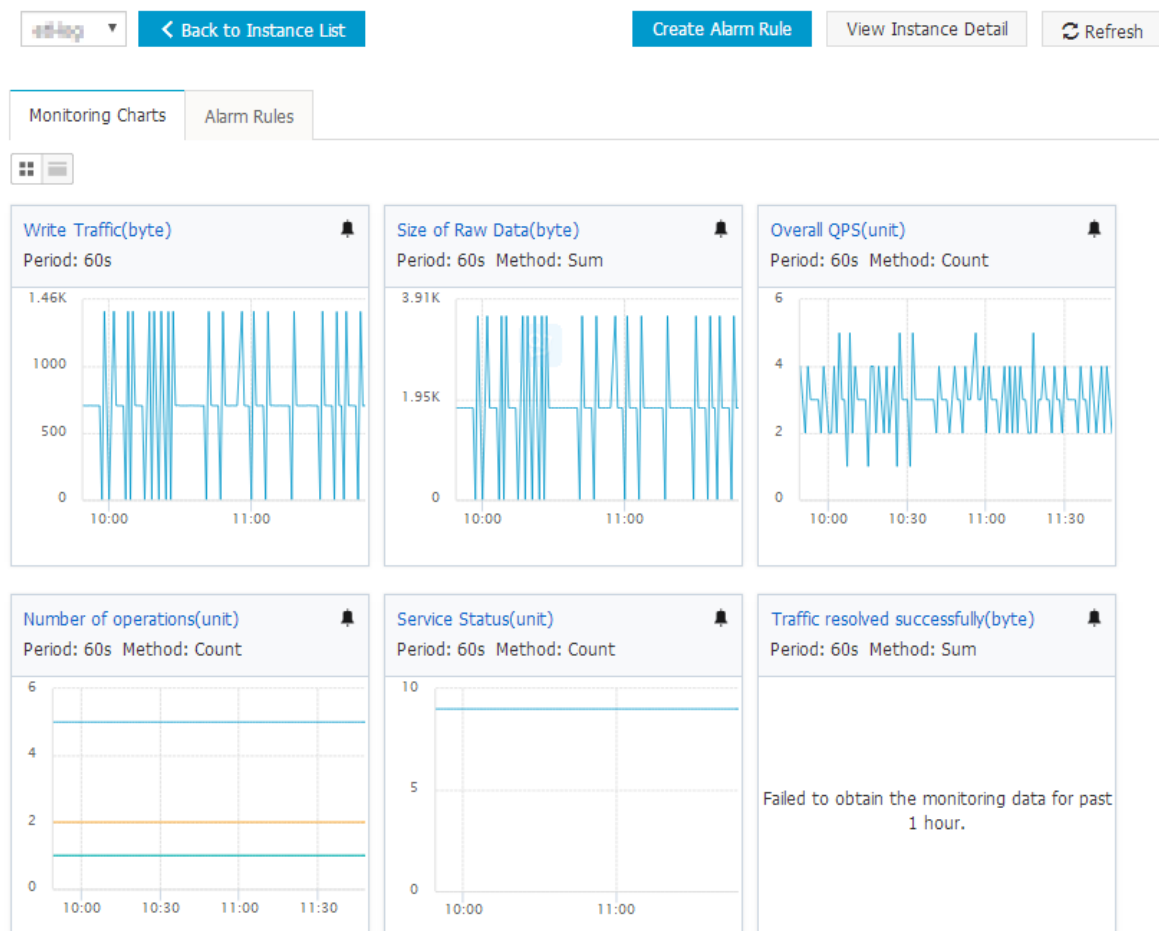 Back to Instance List
Create Alarm Rule
View Instance Detail
Refresh
Monitoring Charts
Alarm Rules
Write Traffic(byte)
Period: 60s
1.46K
1000
500
0
10:00 11:00
Size of Raw Data(byte)
Period: 60s Method: Sum
3.91K
1.95K
0
10:00 11:00
Overall QPS(unit)
Period: 60s Method: Count
6
4
2
0
10:00 10:30 11:00 11:30
Number of operations(unit)
Period: 60s Method: Count
6
4
2
0
10:00 10:30 11:00 11:30
Service Status(unit)
Period: 60s Method: Count
10
5
0
10:00 11:00
Traffic resolved successfully(byte)
Period: 60s Method: Sum
Failed to obtain the monitoring data for past
1 hour.